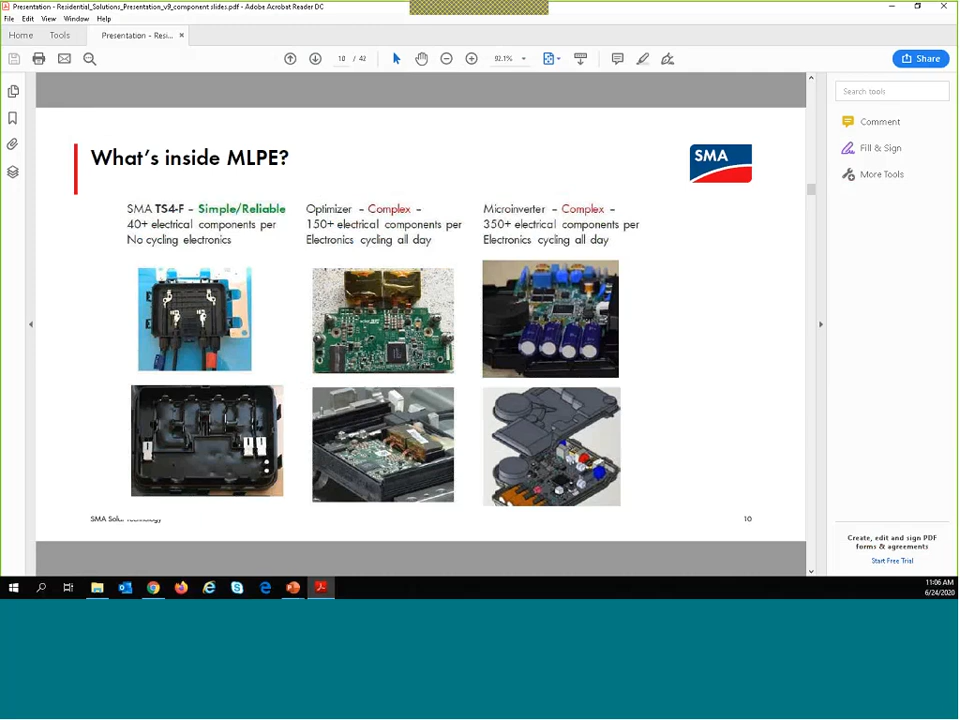 Presentation - Residential_Solutions_Presentation_v9_component slides.pdf - Adobe Acrobat Reader DC
File Edit View Window Help
Home Tools Presentation - Resi... ×
10 / 42 92.1%
Share
Search tools
Comment
Fill & Sign
More Tools
What's inside MLPE?
SMA
SMA TS4-F – Simple/Reliable
40+ electrical components per
No cycling electronics
Optimizer – Complex –
150+ electrical components per
Electronics cycling all day
Microinverter – Complex –
350+ electrical components per
Electronics cycling all day
SMA Technology
10
Create, edit and sign PDF
forms & agreements
Start Free Trial
11:06 AM
6/24/2020